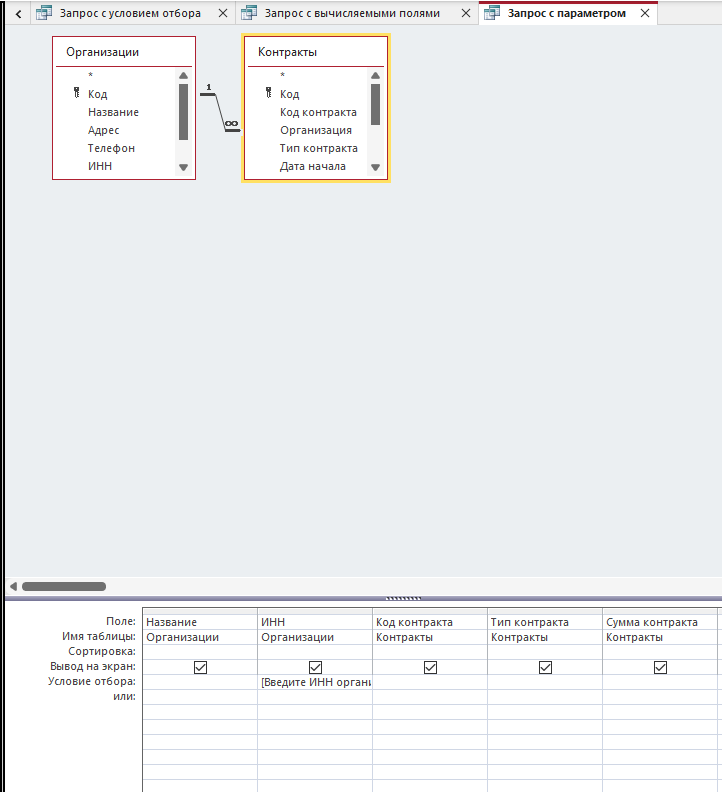 Запрос с условием отбора Запрос с вычисляемыми полями Запрос с параметром
Организации
*
Код
Название
Адрес
Телефон
ИНН
1
∞
Контракты
*
Код
Код контракта
Организация
Тип контракта
Дата начала
Поле: Название ИНН Код контракта Тип контракта Сумма контракта
Имя таблицы: Организации Организации Контракты Контракты Контракты
Сортировка:
Вывод на экран:
Условие отбора: [Введите ИНН органи
или: